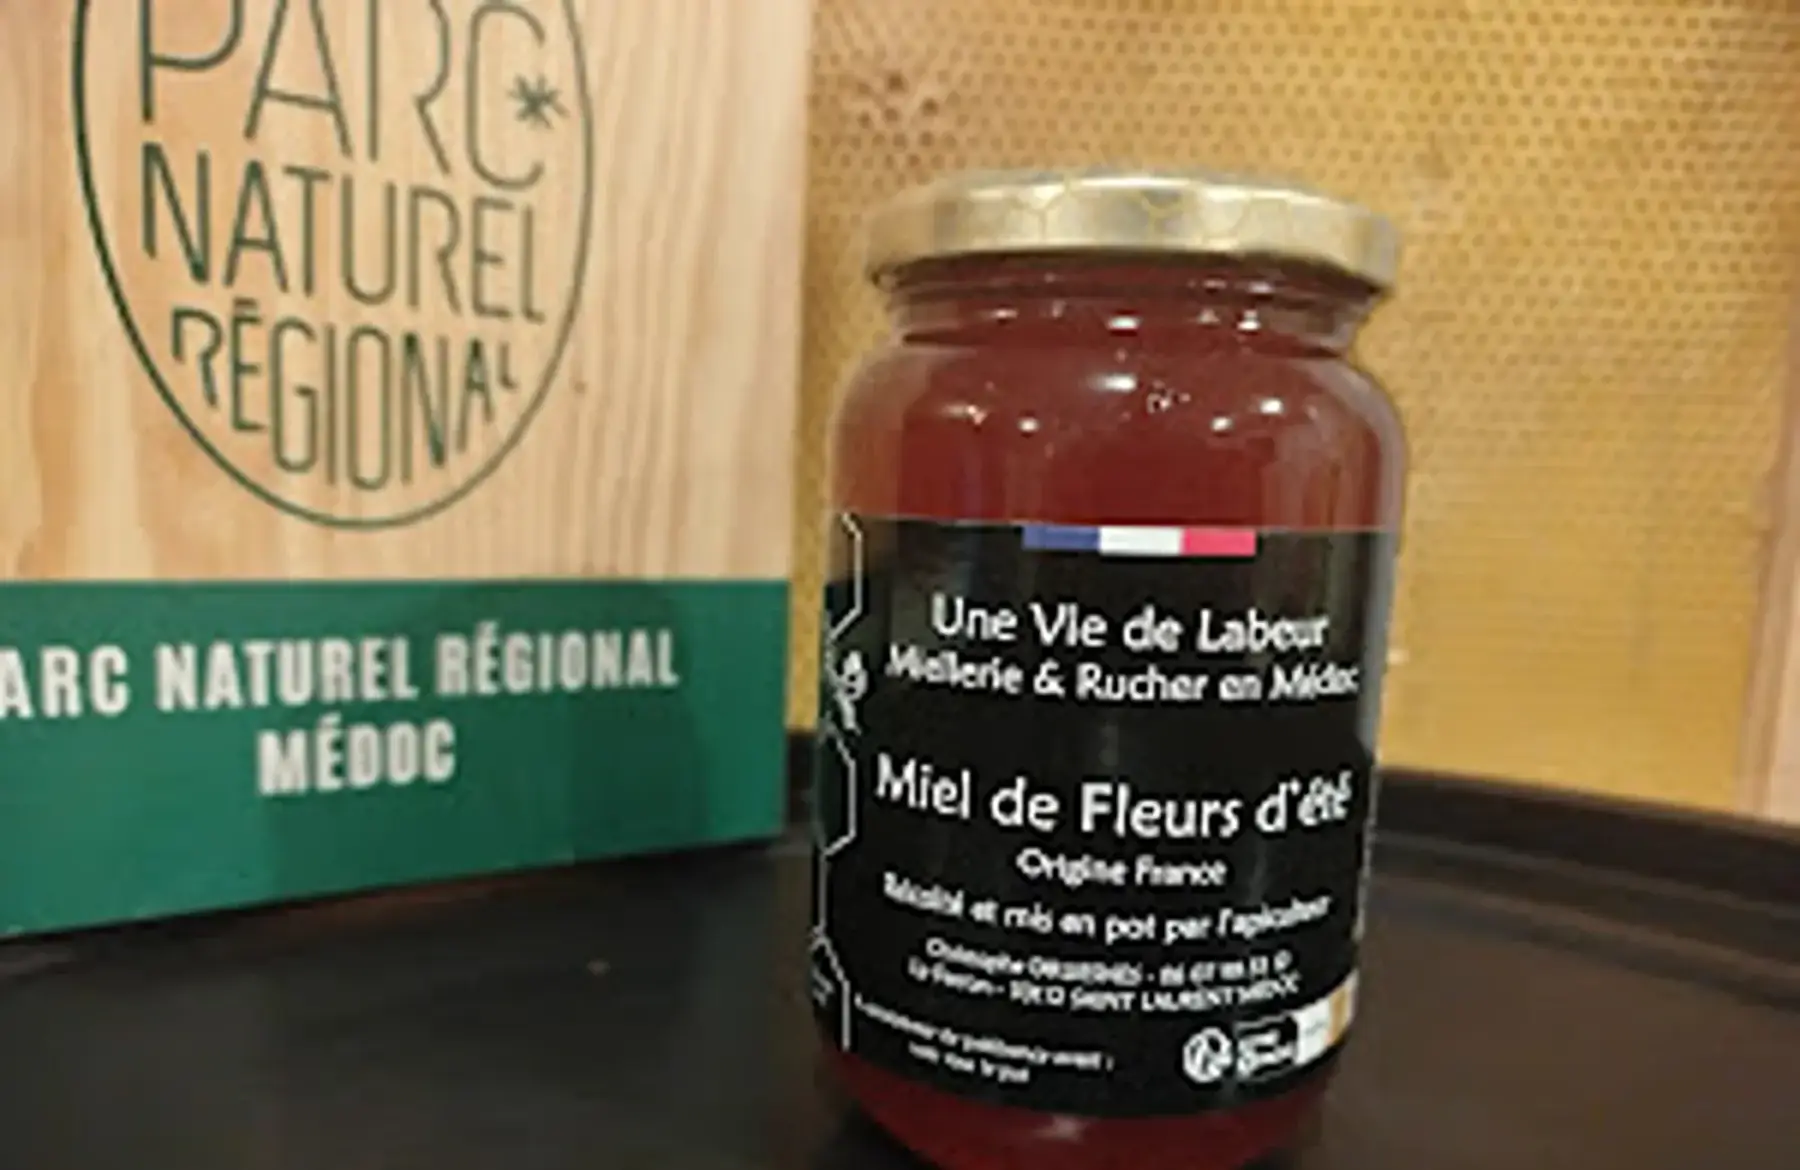 PARC
NATUREL
RÉGIONAL
ARC NATUREL RÉGIONAL
MÉDOC
Une Vie de Labeur
Miellerie & Rucher en Médoc
Miel de Fleurs d'été
Origine France
Récolté et mis en pot par l'apiculteur
Christophe
SAINT LAURENT MÉDOC